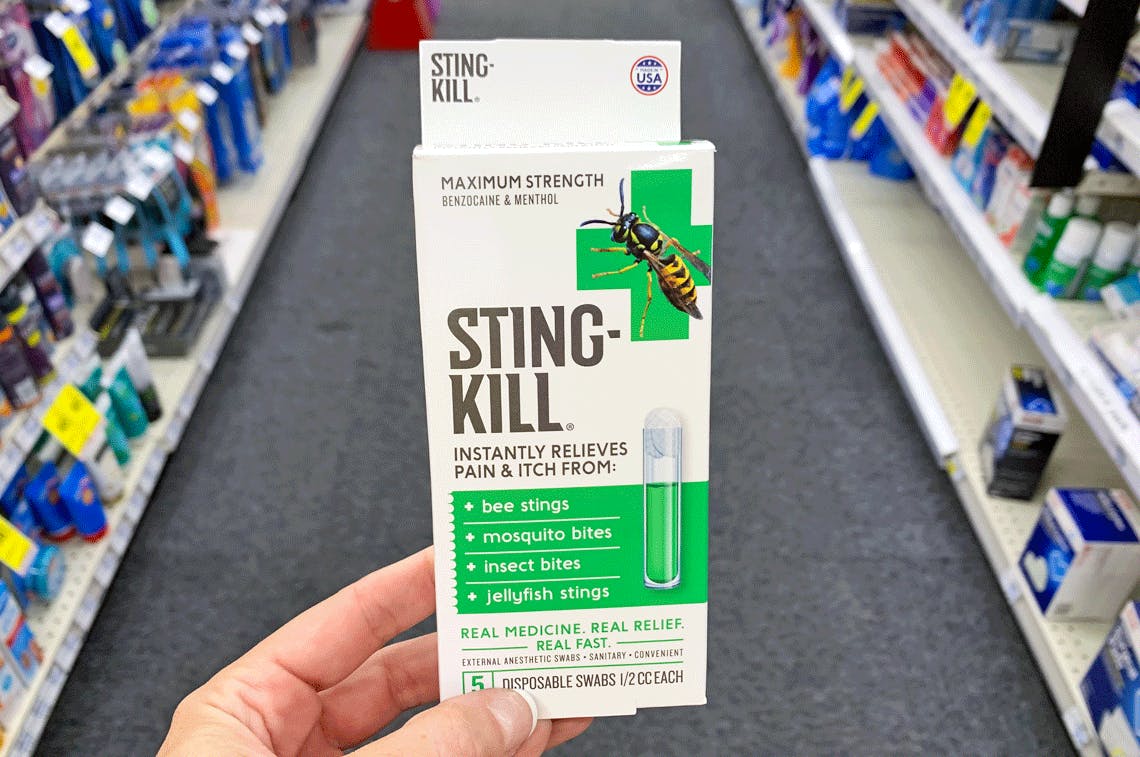 STING-
KILL®
MADE IN
USA
MAXIMUM STRENGTH
BENZOCAINE & MENTHOL
STING-
KILL®
INSTANTLY RELIEVES
PAIN & ITCH FROM:
+ bee stings
+ mosquito bites
+ insect bites
+ jellyfish stings
REAL MEDICINE. REAL RELIEF.
REAL FAST.
EXTERNAL ANESTHETIC SWABS • SANITARY • CONVENIENT
5 DISPOSABLE SWABS 1/2 CC EACH